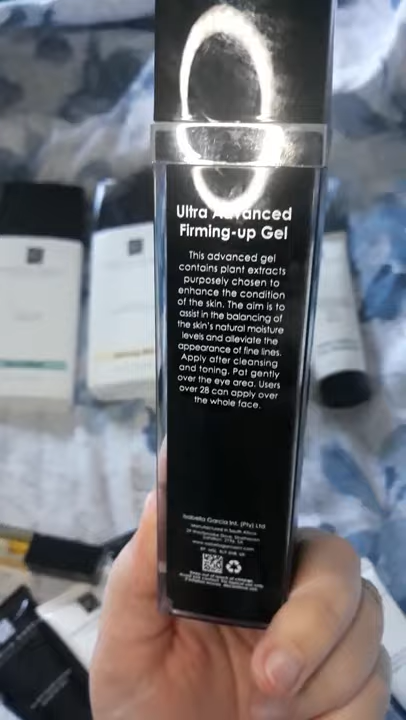 Ultra Advanced
Firming-up Gel
This advanced gel
contains plant extracts
purposely chosen to
enhance the condition
of the skin. The aim is to
assist in the balancing of
the skin's natural moisture
levels and alleviate the
appearance of fine lines.
Apply after cleansing
and toning. Pat gently
over the eye area. Users
over 28 can apply over
the whole face.
Isabella Garcia Int. (Pty) Ltd
Manufactured in South Africa